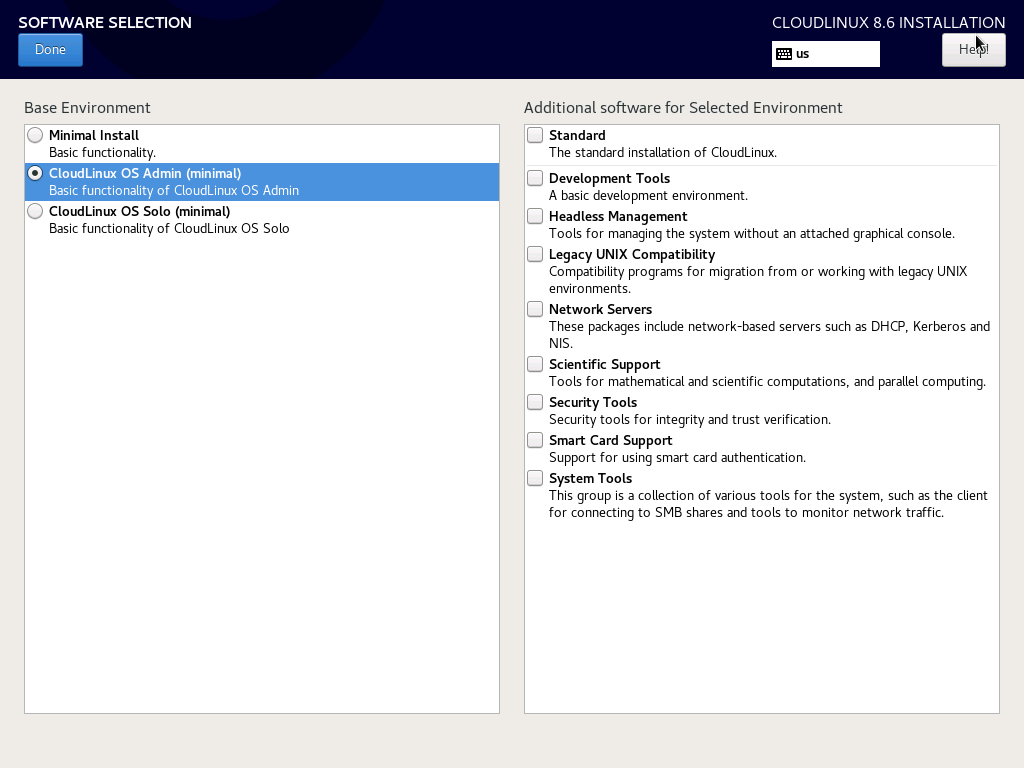 SOFTWARE SELECTION
CLOUDLINUX 8.6 INSTALLATION
Done
us
Help!
Base Environment
Minimal Install
Basic functionality.
CloudLinux OS Admin (minimal)
Basic functionality of CloudLinux OS Admin
CloudLinux OS Solo (minimal)
Basic functionality of CloudLinux OS Solo
Additional software for Selected Environment
Standard
The standard installation of CloudLinux.
Development Tools
A basic development environment.
Headless Management
Tools for managing the system without an attached graphical console.
Legacy UNIX Compatibility
Compatibility programs for migration from or working with legacy UNIX
environments.
Network Servers
These packages include network-based servers such as DHCP, Kerberos and
NIS.
Scientific Support
Tools for mathematical and scientific computations, and parallel computing.
Security Tools
Security tools for integrity and trust verification.
Smart Card Support
Support for using smart card authentication.
System Tools
This group is a collection of various tools for the system, such as the client
for connecting to SMB shares and tools to monitor network traffic.